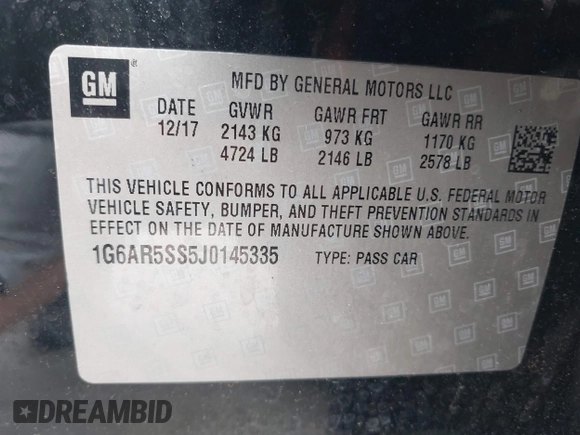 GM
MFD BY GENERAL MOTORS LLC
DATE GVWR GAWR FRT GAWR RR
12/17 2143 KG 973 KG 1170 KG
4724 LB 2146 LB 2578 LB
THIS VEHICLE CONFORMS TO ALL APPLICABLE U.S. FEDERAL MOTOR
VEHICLE SAFETY, BUMPER, AND THEFT PREVENTION STANDARDS IN
EFFECT ON THE DATE OF MANUFACTURE SHOWN ABOVE.
1G6AR5SS5J0145335 TYPE: PASS CAR
DREAMBID